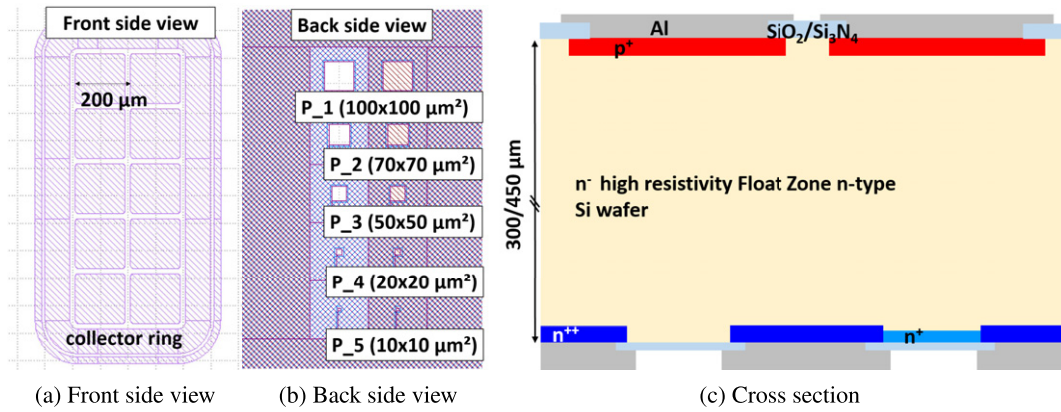 Front side view
200 µm
collector ring
(a) Front side view
Back side view
P_1 (100x100 µm²)
P_2 (70x70 µm²)
P_3 (50x50 µm²)
P_4 (20x20 µm²)
P_5 (10x10 µm²)
(b) Back side view
Al
SiO₂/Si₃N₄
p⁺
300/450 µm
n⁻ high resistivity Float Zone n-type
Si wafer
n⁺⁺
n⁺
(c) Cross section